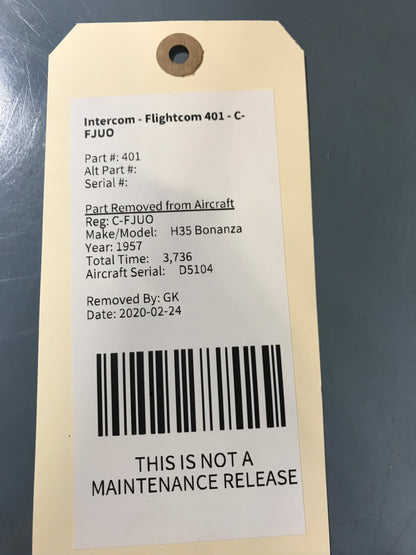 Intercom - Flightcom 401 - C-
FJUO
Part #: 401
Alt Part #:
Serial #:
Part Removed from Aircraft
Reg: C-FJUO
Make/Model: H35 Bonanza
Year: 1957
Total Time: 3,736
Aircraft Serial: D5104
Removed By: GK
Date: 2020-02-24
THIS IS NOT A
MAINTENANCE RELEASE